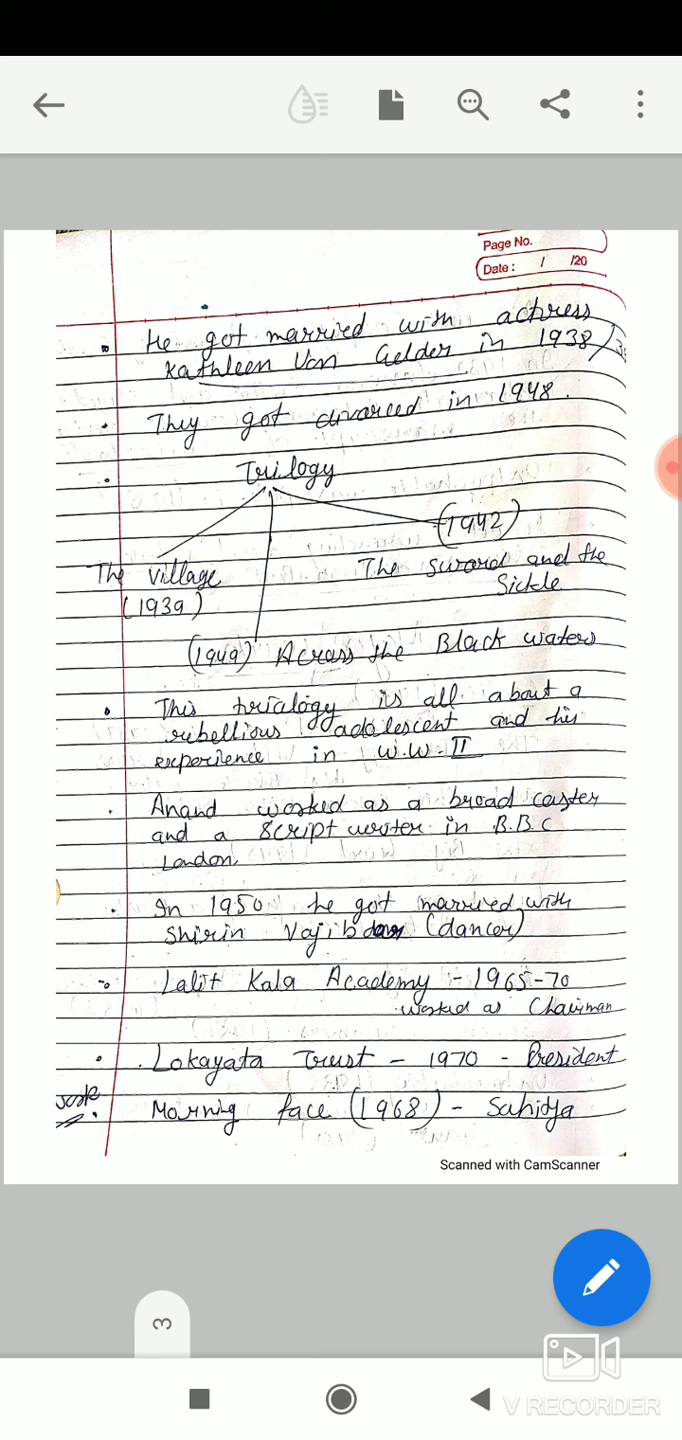 Page No.
Date : / /20
He got married with actress
Kathleen Van Gelder in 1938/
They got divarced in 1948.
Trilogy
(1942)
The village
The sword and the
Sickle
(1939)
(1949) Across the Black waters
This trialogy is all about a
rebellious adolescent and his
experience in W.W-II
Anand worked as a broad caster
and a script writer in B.B.C
London.
In 1950 he got married with
Shirin Vajibdar (dancer)
Lalit Kala Academy - 1965-70
worked as Chairman
Lokayata Trust - 1970 - President
Morning face (1968) - Sahidya
Scanned with CamScanner
3
V RECORDER